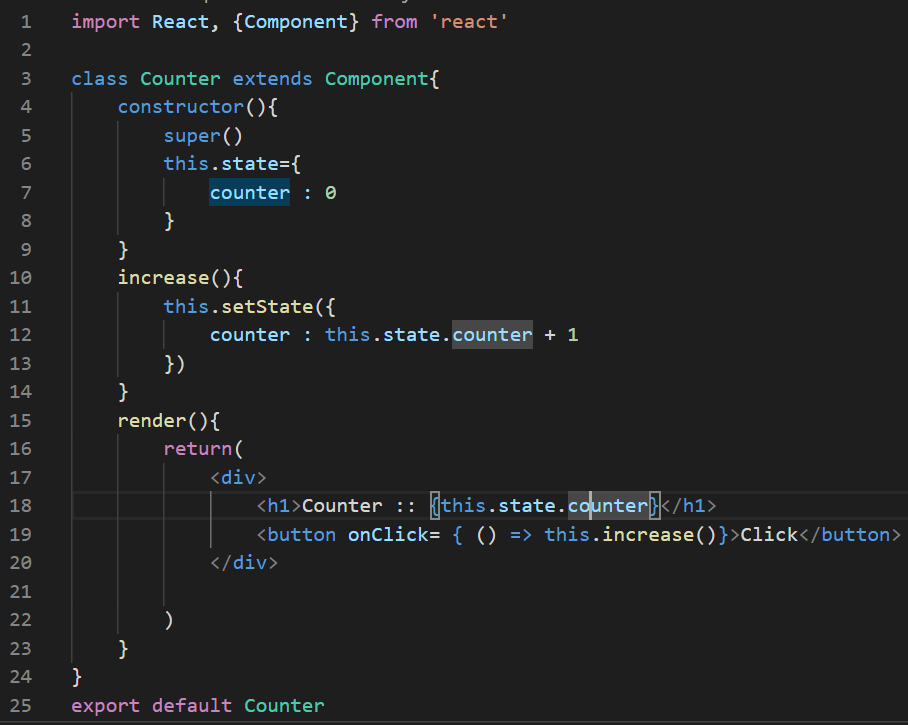 1 import React, {Component} from 'react'
2
3 class Counter extends Component{
4 constructor(){
5 super()
6 this.state={
7 counter : 0
8 }
9 }
10 increase(){
11 this.setState({
12 counter : this.state.counter + 1
13 })
14 }
15 render(){
16 return(
17 <div>
18 <h1>Counter :: {this.state.counter}</h1>
19 <button onClick= { () => this.increase()}>Click</button>
20 </div>
21
22 )
23 }
24 }
25 export default Counter